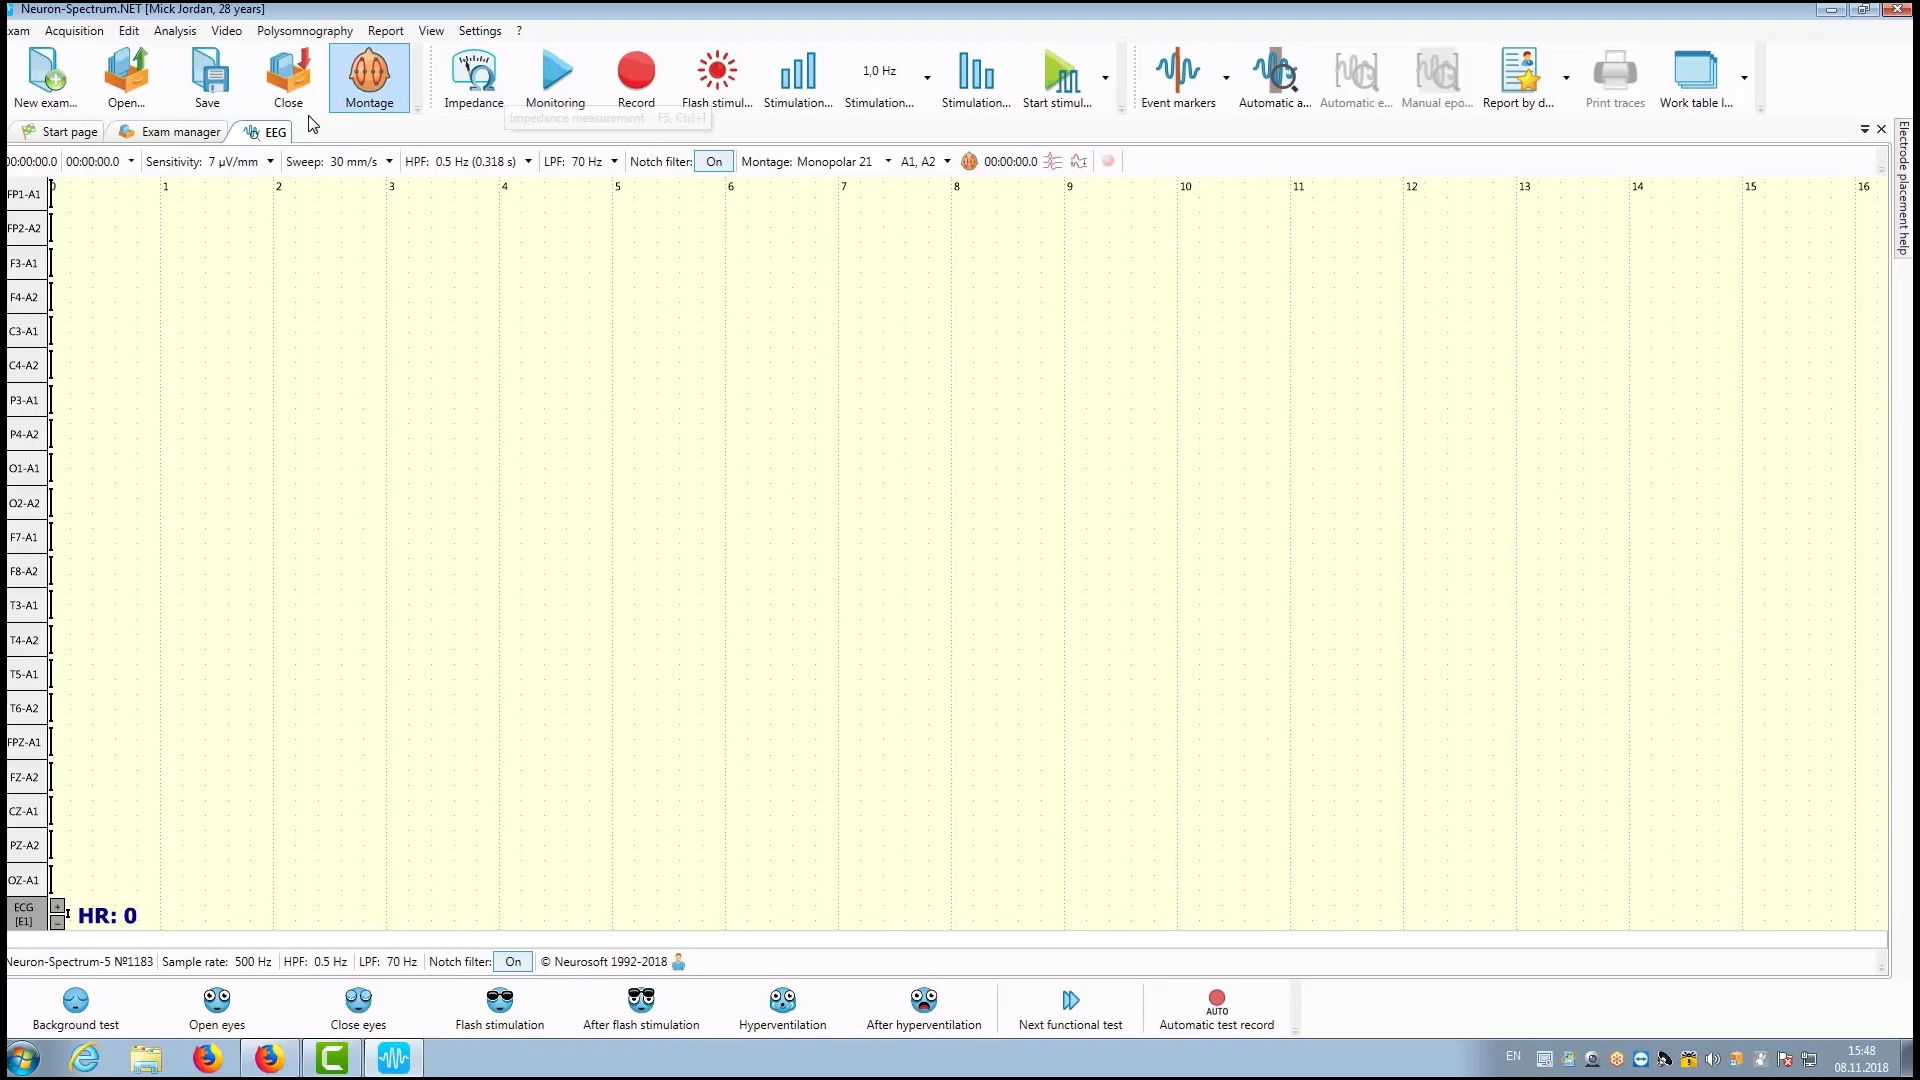 Neuron-Spectrum.NET [Mick Jordan, 28 years]
xam Acquisition Edit Analysis Video Polysomnography Report View Settings ?
New exam... Open... Save Close Montage Impedance Monitoring Record Flash stimul... Stimulation... 1,0 Hz Stimulation... Stimulation... Start stimul... Event markers Automatic a... Automatic e... Manual epo... Report by d... Print traces Work table l...
Impedance measurement F5, Ctrl+I
Start page Exam manager EEG
00:00:00.0 00:00:00.0 Sensitivity: 7 µV/mm Sweep: 30 mm/s HPF: 0.5 Hz (0.318 s) LPF: 70 Hz Notch filter: On Montage: Monopolar 21 A1, A2 00:00:00.0
Electrode placement help
0 1 2 3 4 5 6 7 8 9 10 11 12 13 14 15 16
FP1-A1
FP2-A2
F3-A1
F4-A2
C3-A1
C4-A2
P3-A1
P4-A2
O1-A1
O2-A2
F7-A1
F8-A2
T3-A1
T4-A2
T5-A1
T6-A2
FPZ-A1
FZ-A2
CZ-A1
PZ-A2
OZ-A1
ECG
[E1]
+
−
HR: 0
Neuron-Spectrum-5 №1183 Sample rate: 500 Hz HPF: 0.5 Hz LPF: 70 Hz Notch filter: On © Neurosoft 1992-2018
AUTO
Background test Open eyes Close eyes Flash stimulation After flash stimulation Hyperventilation After hyperventilation Next functional test Automatic test record
EN
15:48
08.11.2018